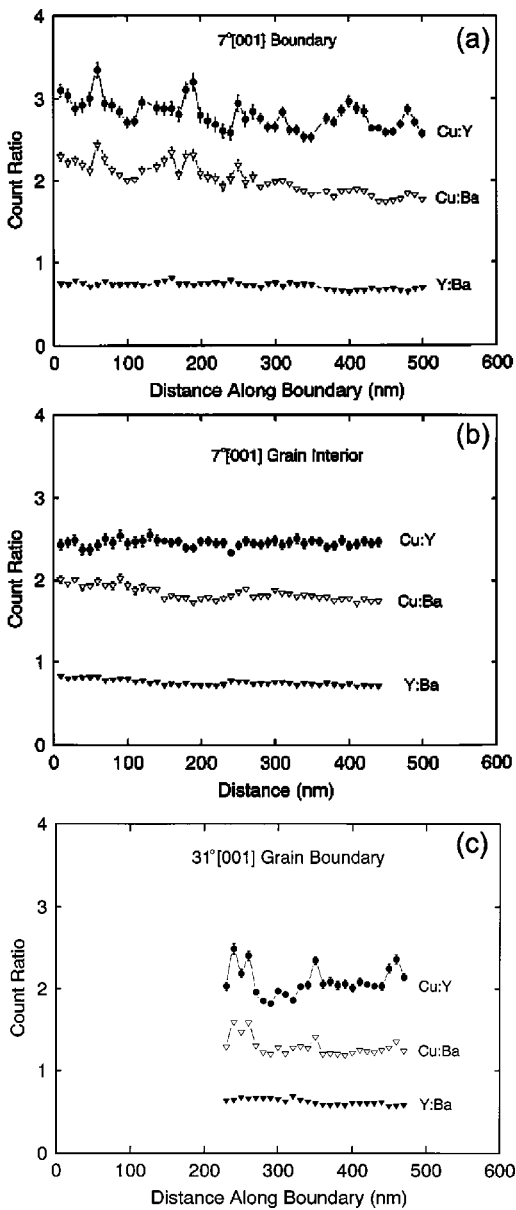 (a)
7°[001] Boundary
4
3
2
1
0
Count Ratio
Cu:Y
Cu:Ba
Y:Ba
0 100 200 300 400 500 600
Distance Along Boundary (nm)
(b)
7°[001] Grain Interior
4
3
2
1
0
Count Ratio
Cu:Y
Cu:Ba
Y:Ba
0 100 200 300 400 500 600
Distance (nm)
(c)
31°[001] Grain Boundary
4
3
2
1
0
Count Ratio
Cu:Y
Cu:Ba
Y:Ba
0 100 200 300 400 500 600
Distance Along Boundary (nm)